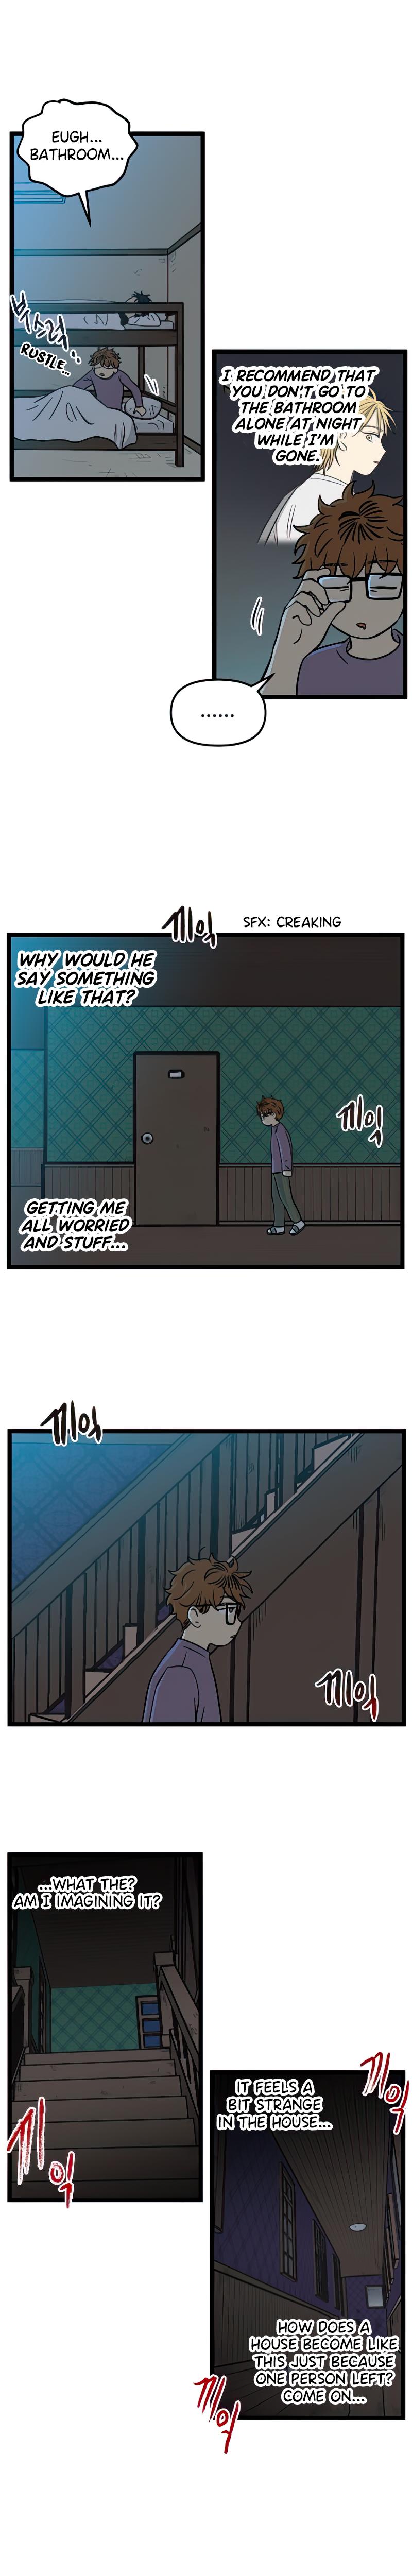 EUGH...
BATHROOM...
부스럭..
RUSTLE...
I RECOMMEND THAT
YOU DON'T GO TO
THE BATHROOM
ALONE AT NIGHT
WHILE I'M
GONE.
......
끼익
SFX: CREAKING
WHY WOULD HE
SAY SOMETHING
LIKE THAT?
끼익
GETTING ME
ALL WORRIED
AND STUFF...
끼익
끼익
...WHAT THE?
AM I IMAGINING IT?
끼익
끼익
IT FEELS A
BIT STRANGE
IN THE HOUSE...
HOW DOES A
HOUSE BECOME LIKE
THIS JUST BECAUSE
ONE PERSON LEFT?
COME ON...
끼익